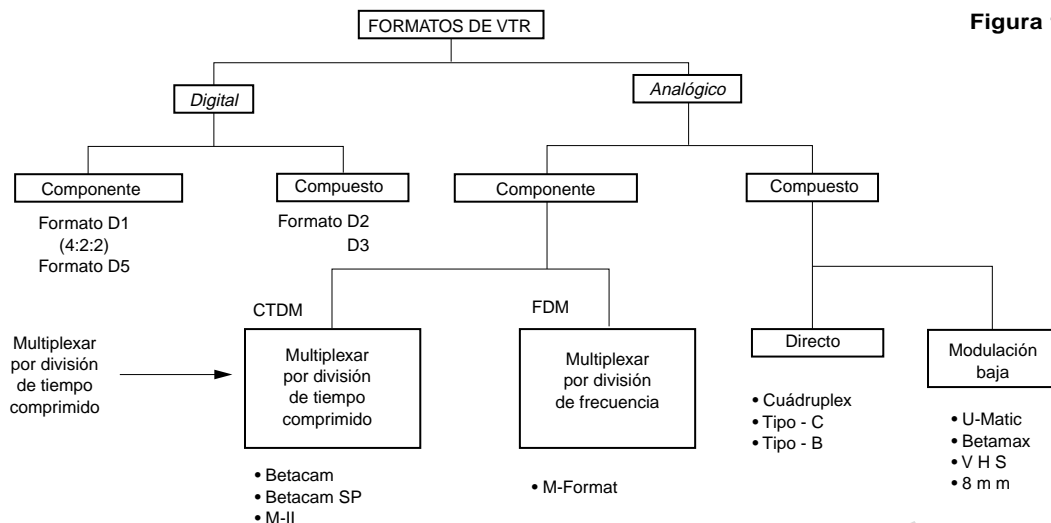 FORMATOS DE VTR
Figura
Digital
Analógico
Componente
Compuesto
Componente
Compuesto
Formato D1
(4:2:2)
Formato D5
Formato D2
D3
CTDM
FDM
Multiplexar
por división
de tiempo
comprimido
Multiplexar
por división
de tiempo
comprimido
Multiplexar
por división
de frecuencia
Directo
Modulación
baja
• Betacam
• Betacam SP
• M-II
• M-Format
• Cuádruplex
• Tipo - C
• Tipo - B
• U-Matic
• Betamax
• V H S
• 8 m m